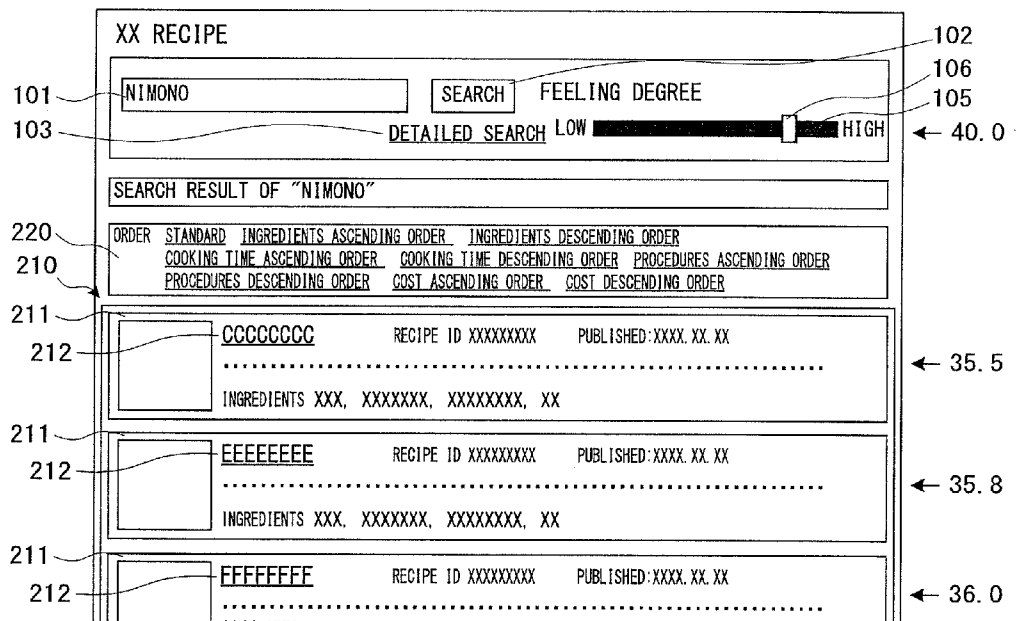 XX RECIPE
102
106
101 NIMONO SEARCH FEELING DEGREE
105
103 DETAILED SEARCH LOW HIGH ← 40.0
SEARCH RESULT OF "NIMONO"
220
ORDER STANDARD INGREDIENTS ASCENDING ORDER INGREDIENTS DESCENDING ORDER
COOKING TIME ASCENDING ORDER COOKING TIME DESCENDING ORDER PROCEDURES ASCENDING ORDER
210
PROCEDURES DESCENDING ORDER COST ASCENDING ORDER COST DESCENDING ORDER
211
212 CCCCCCCC RECIPE ID XXXXXXXXX PUBLISHED:XXXX.XX.XX
← 35.5
INGREDIENTS XXX, XXXXXXX, XXXXXXXX, XX
211
212 EEEEEEEE RECIPE ID XXXXXXXXX PUBLISHED:XXXX.XX.XX
← 35.8
INGREDIENTS XXX, XXXXXXX, XXXXXXXX, XX
211
212 FFFFFFFF RECIPE ID XXXXXXXXX PUBLISHED:XXXX.XX.XX
← 36.0